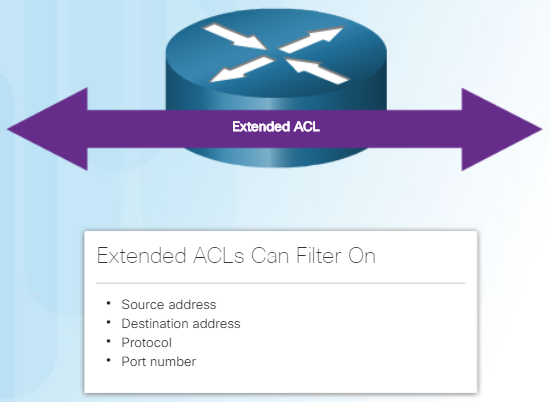 Extended ACL
Extended ACLs Can Filter On
• Source address
• Destination address
• Protocol
• Port number